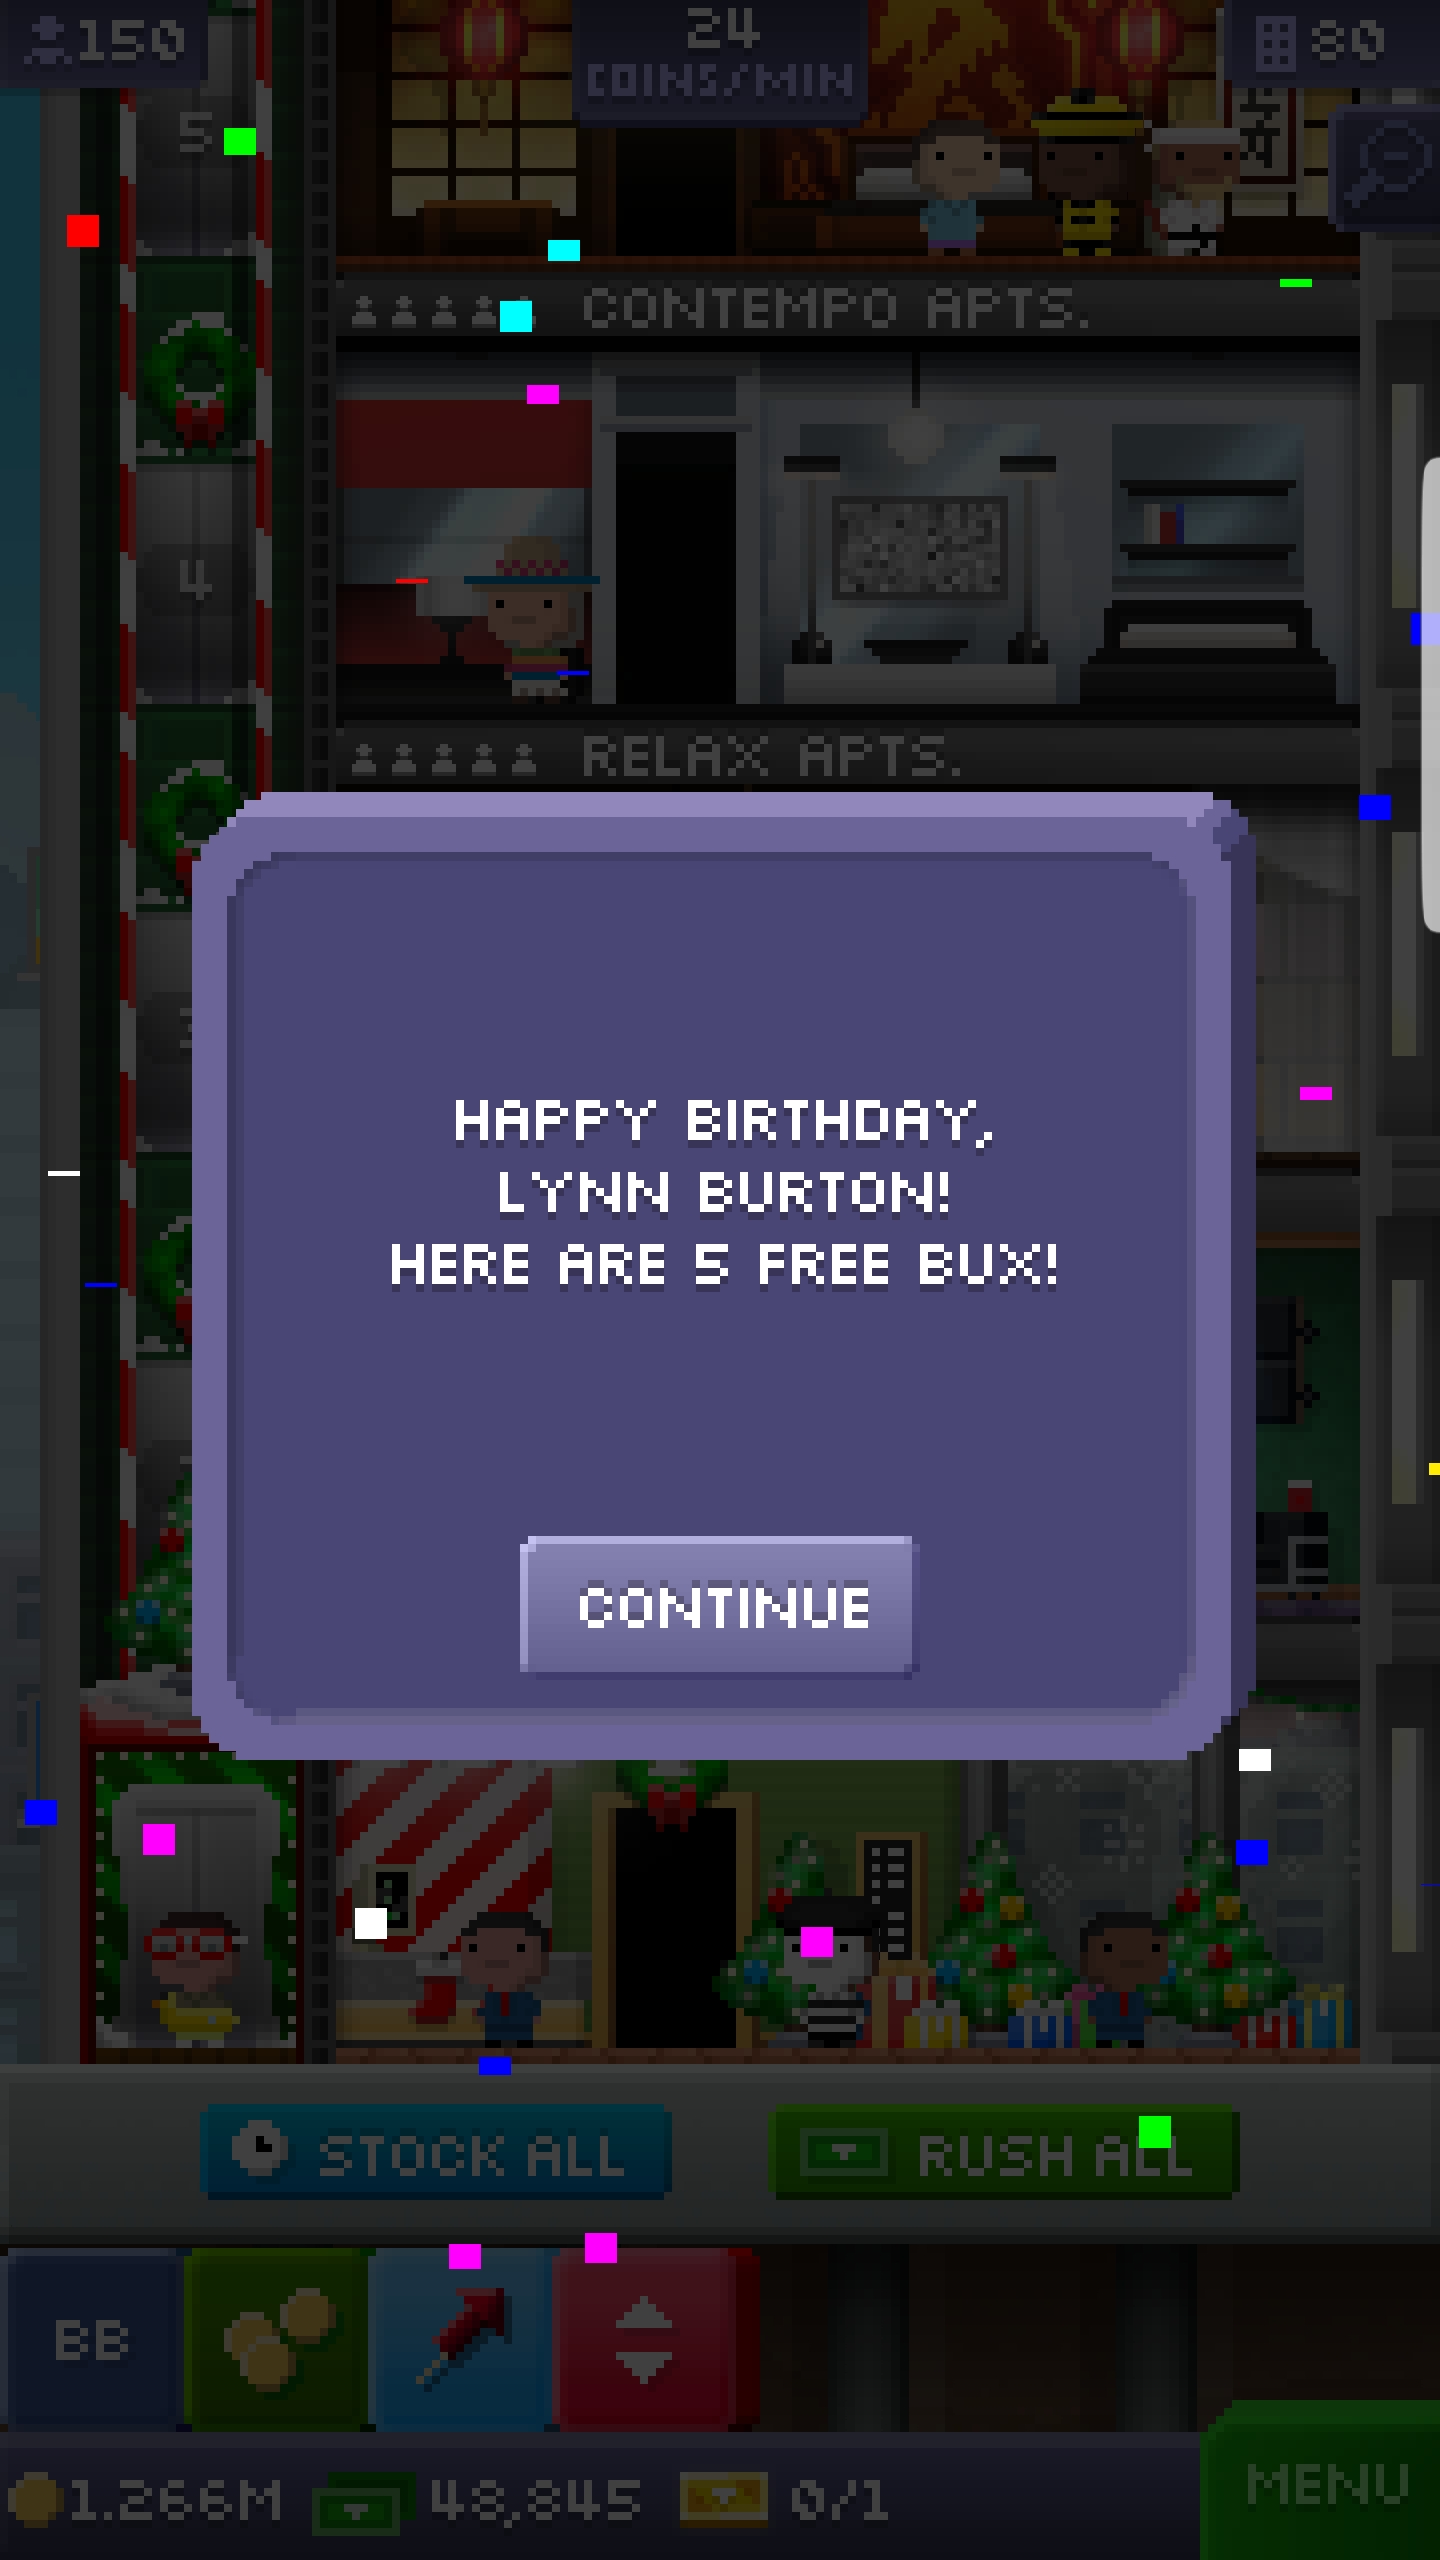 150
24
COINS/MIN
80
5
CONTEMPO APTS.
4
RELAX APTS.
HAPPY BIRTHDAY,
LYNN BURTON!
HERE ARE 5 FREE BUX!
CONTINUE
STOCK ALL
RUSH ALL
BB
1.266M
48,845
0/1
MENU